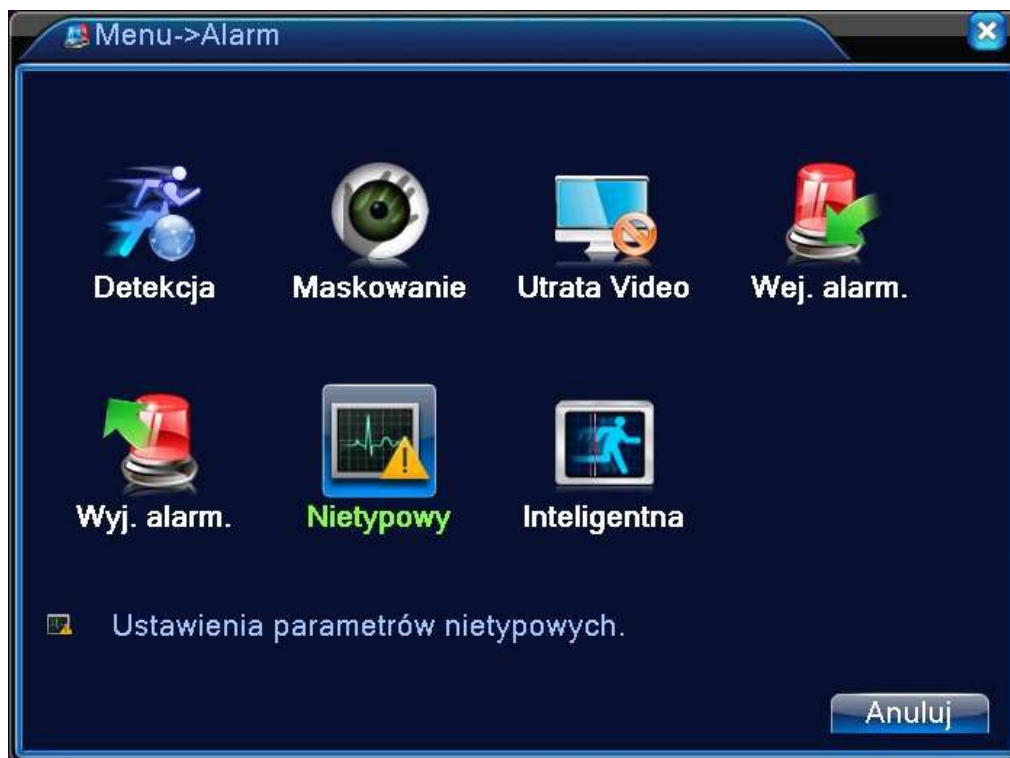 Menu->Alarm
Detekcja Maskowanie Utrata Video Wej. alarm.
Wyj. alarm. Nietypowy Inteligentna
Ustawienia parametrów nietypowych.
Anuluj